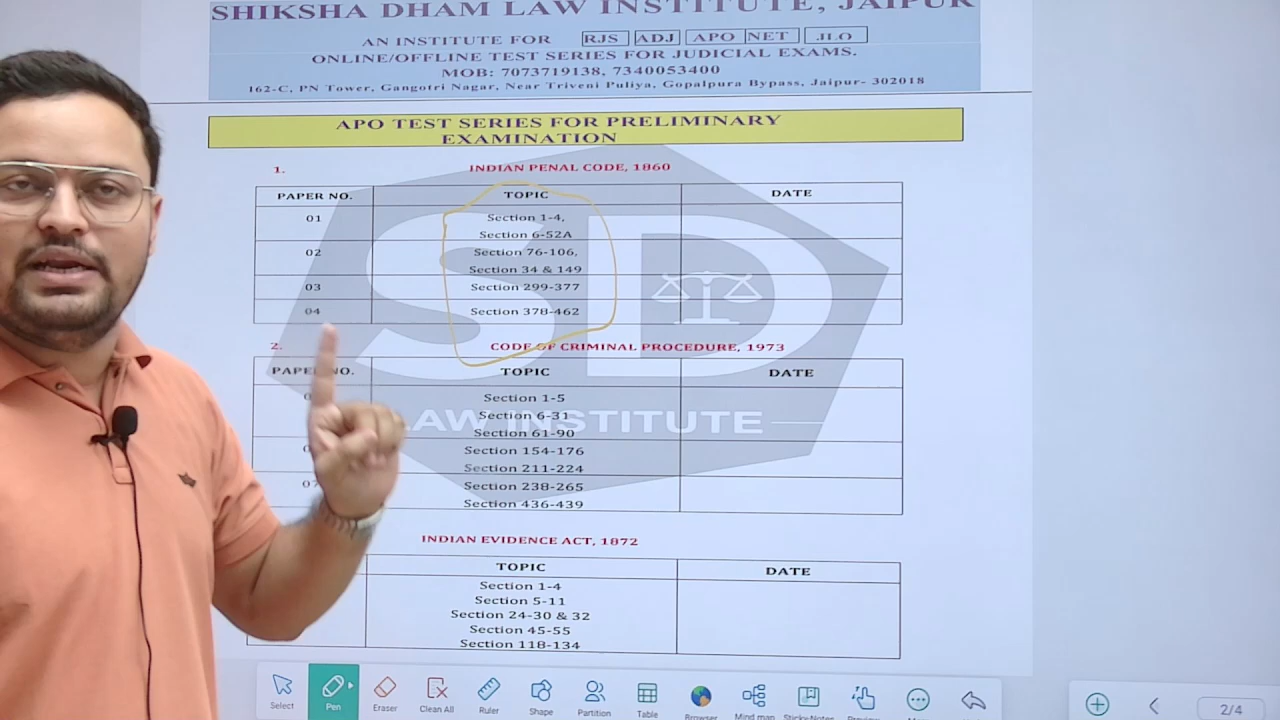 SHIKSHA DHAM LAW INSTITUTE, JAIPUR
AN INSTITUTE FOR RJS ADJ APO NET JLO
ONLINE/OFFLINE TEST SERIES FOR JUDICIAL EXAMS.
MOB: 7073719138, 7340053400
162-C, PN Tower, Gangotri Nagar, Near Triveni Puliya, Gopalpura Bypass, Jaipur- 302018
APO TEST SERIES FOR PRELIMINARY
EXAMINATION
1. INDIAN PENAL CODE, 1860
PAPER NO. TOPIC DATE
01 Section 1-4,
Section 6-52A
02 Section 76-106,
Section 34 & 149
03 Section 299-377
04 Section 378-462
2. CODE OF CRIMINAL PROCEDURE, 1973
PAPER NO. TOPIC DATE
Section 1-5
Section 6-31
Section 61-90
Section 154-176
Section 211-224
Section 238-265
Section 436-439
SD
LAW INSTITUTE
INDIAN EVIDENCE ACT, 1872
TOPIC DATE
Section 1-4
Section 5-11
Section 24-30 & 32
Section 45-55
Section 118-134
Select Pen Eraser Clean All Ruler Shape Partition Table Browser Mind map Sticky Notes
2/4